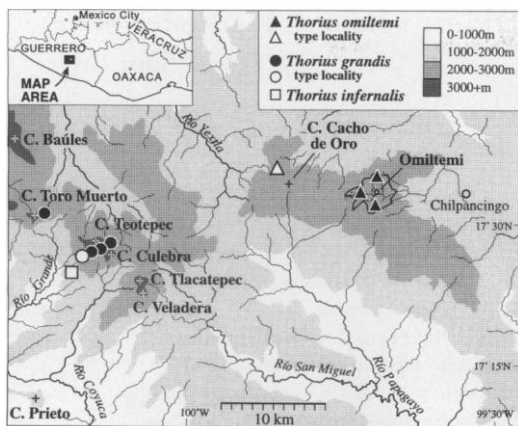 Mexico City
GUERRERO
VERACRUZ
OAXACA
MAP
AREA
Thorius omiltemi
type locality
Thorius grandis
type locality
Thorius infernalis
0-1000m
1000-2000m
2000-3000m
3000+m
Río Yextla
C. Cacho
de Oro
C. Baúles
Omiltemi
Chilpancingo
C. Toro Muerto
C. Teotepec
17° 30'
C. Culebra
Río Grande
C. Tlacatepec
C. Veladera
Río San Miguel
Río Papagayo
17° 15'
Río Coyuca
C. Prieto
100°W
10 km
99°30'W